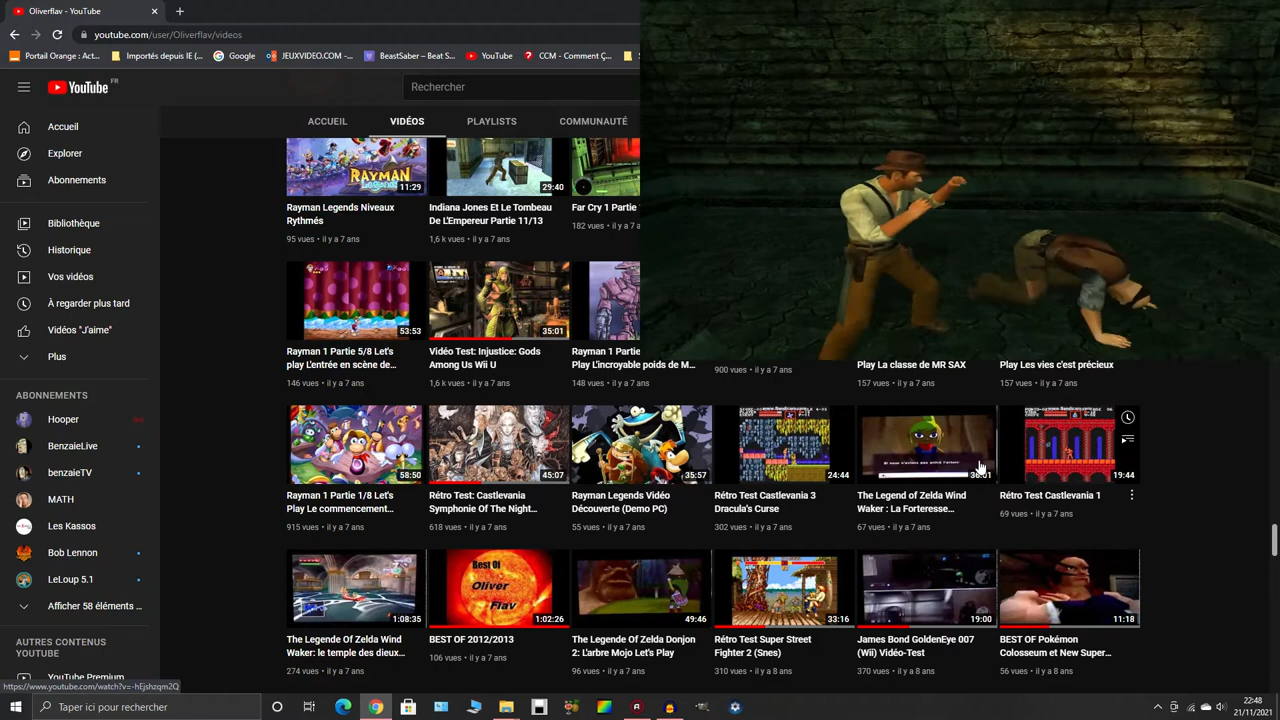 Oliverflav - YouTube
youtube.com/user/Oliverflav/videos
Portail Orange : Act... Importés depuis IE (... Google JEUXVIDEO.COM -... BeastSaber — Beat S... YouTube CCM - Comment Ç...
YouTube FR
Rechercher
ACCUEIL VIDÉOS PLAYLISTS COMMUNAUTÉ
Accueil
Explorer
Abonnements
Bibliothèque
Historique
Vos vidéos
À regarder plus tard
Vidéos "J'aime"
Plus
ABONNEMENTS
Hooper
BenzaieLive
benzaieTV
MATH
Les Kassos
Bob Lennon
LeLoup 5.1
Afficher 58 éléments ...
AUTRES CONTENUS
YOUTUBE
YouTube Premium
RAYMAN
11:29
29:40
Rayman Legends Niveaux
Rythmés
95 vues • il y a 7 ans
Indiana Jones Et Le Tombeau
De L'Empereur Partie 11/13
1,6 k vues • il y a 7 ans
Far Cry 1 Partie
182 vues • il y a 7 a
53:53
35:01
Rayman 1 Partie 5/8 Let's
play L'entrée en scène de...
146 vues • il y a 7 ans
Vidéo Test: Injustice: Gods
Among Us Wii U
1,6 k vues • il y a 7 ans
Rayman 1 Partie
Play L'incroyable poids de M...
148 vues • il y a 7 ans
900 vues • il y a 7 ans
Play La classe de MR SAX
157 vues • il y a 7 ans
Play Les vies c'est précieux
157 vues • il y a 7 ans
58:50
45:07
35:57
24:44
19:44
Rayman 1 Partie 1/8 Let's
Play Le commencement...
915 vues • il y a 7 ans
Rétro Test: Castlevania
Symphonie Of The Night...
618 vues • il y a 7 ans
Rayman Legends Vidéo
Découverte (Demo PC)
55 vues • il y a 7 ans
Rétro Test Castlevania 3
Dracula's Curse
302 vues • il y a 7 ans
The Legend of Zelda Wind
Waker : La Forteresse...
67 vues • il y a 7 ans
Rétro Test Castlevania 1
69 vues • il y a 7 ans
1:08:35
Best Of
Oliver
Flav
1:02:26
49:46
33:16
19:00
11:18
The Legende Of Zelda Wind
Waker: le temple des dieux...
274 vues • il y a 7 ans
BEST OF 2012/2013
106 vues • il y a 7 ans
The Legende Of Zelda Donjon
2: L'arbre Mojo Let's Play
96 vues • il y a 7 ans
Rétro Test Super Street
Fighter 2 (Snes)
310 vues • il y a 8 ans
James Bond GoldenEye 007
(Wii) Vidéo-Test
370 vues • il y a 8 ans
BEST OF Pokémon
Colosseum et New Super...
56 vues • il y a 8 ans
https://www.youtube.com/watch?v=-hEjshzqm2Q
Taper ici pour rechercher
22:48
21/11/2021